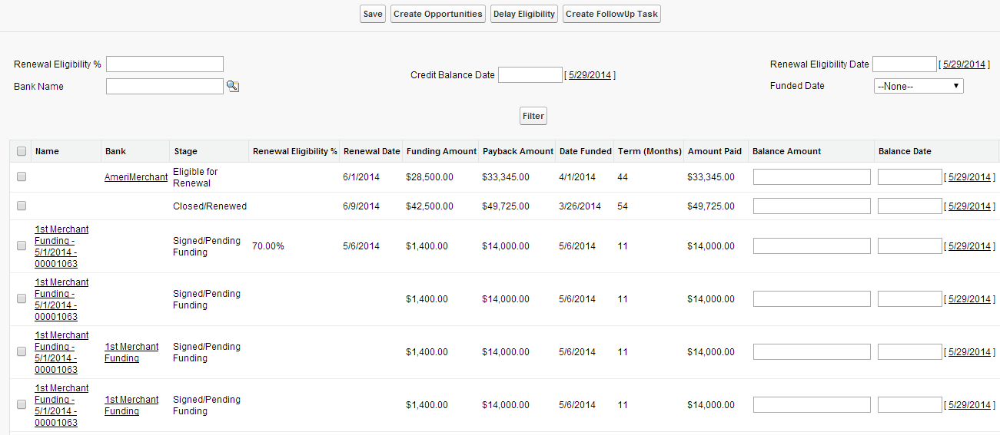 Save Create Opportunities Delay Eligibility Create FollowUp Task
Renewal Eligibility %
Bank Name
Credit Balance Date [ 5/29/2014 ]
Renewal Eligibility Date [ 5/29/2014 ]
Funded Date --None--
Filter
Name Bank Stage Renewal Eligibility % Renewal Date Funding Amount Payback Amount Date Funded Term (Months) Amount Paid Balance Amount Balance Date
AmeriMerchant Eligible for
Renewal 6/1/2014 $28,500.00 $33,345.00 4/1/2014 44 $33,345.00 [ 5/29/2014 ]
Closed/Renewed 6/9/2014 $42,500.00 $49,725.00 3/26/2014 54 $49,725.00 [ 5/29/2014 ]
1st Merchant
Funding -
5/1/2014 -
00001063
Signed/Pending
Funding
70.00% 5/6/2014 $1,400.00 $14,000.00 5/6/2014 11 $14,000.00 [ 5/29/2014 ]
1st Merchant
Funding -
5/1/2014 -
00001063
Signed/Pending
Funding
$1,400.00 $14,000.00 5/6/2014 11 $14,000.00 [ 5/29/2014 ]
1st Merchant
Funding -
5/1/2014 -
00001063
1st Merchant
Funding
Signed/Pending
Funding
$1,400.00 $14,000.00 5/6/2014 11 $14,000.00 [ 5/29/2014 ]
1st Merchant
Funding -
5/1/2014 -
00001063
1st Merchant
Funding
Signed/Pending
Funding
$1,400.00 $14,000.00 5/6/2014 11 $14,000.00 [ 5/29/2014 ]